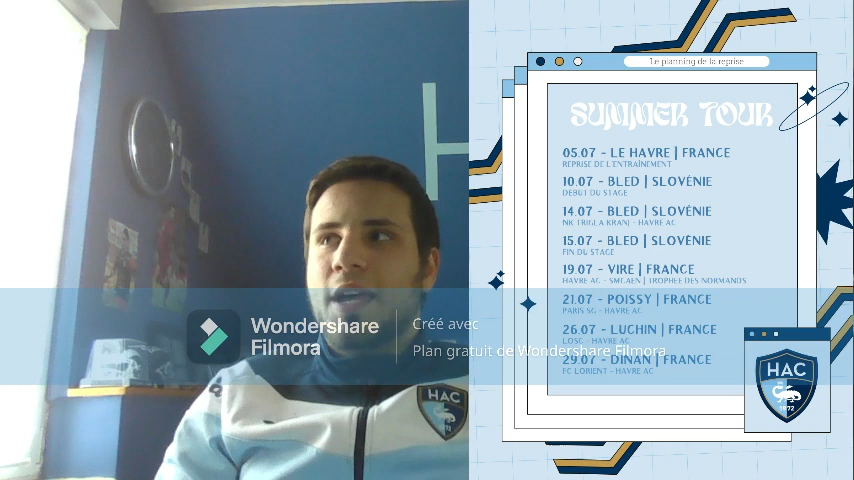 Le planning de la reprise
SUMMER TOUR
05.07 - LE HAVRE | FRANCE
REPRISE DE L'ENTRAÎNEMENT
10.07 - BLED | SLOVÉNIE
DÉBUT DU STAGE
14.07 - BLED | SLOVÉNIE
NK TRIGLA KRANJ - HAVRE AC
15.07 - BLED | SLOVÉNIE
FIN DU STAGE
19.07 - VIRE | FRANCE
HAVRE AC - SMCAEN | TROPHÉE DES NORMANDS
21.07 - POISSY | FRANCE
PARIS SG - HAVRE AC
26.07 - LUCHIN | FRANCE
LOSC - HAVRE AC
29.07 - DINAN | FRANCE
FC LORIENT - HAVRE AC
HAC
1872
H
HAC
Wondershare
Filmora
Créé avec
Plan gratuit de Wondershare Filmora